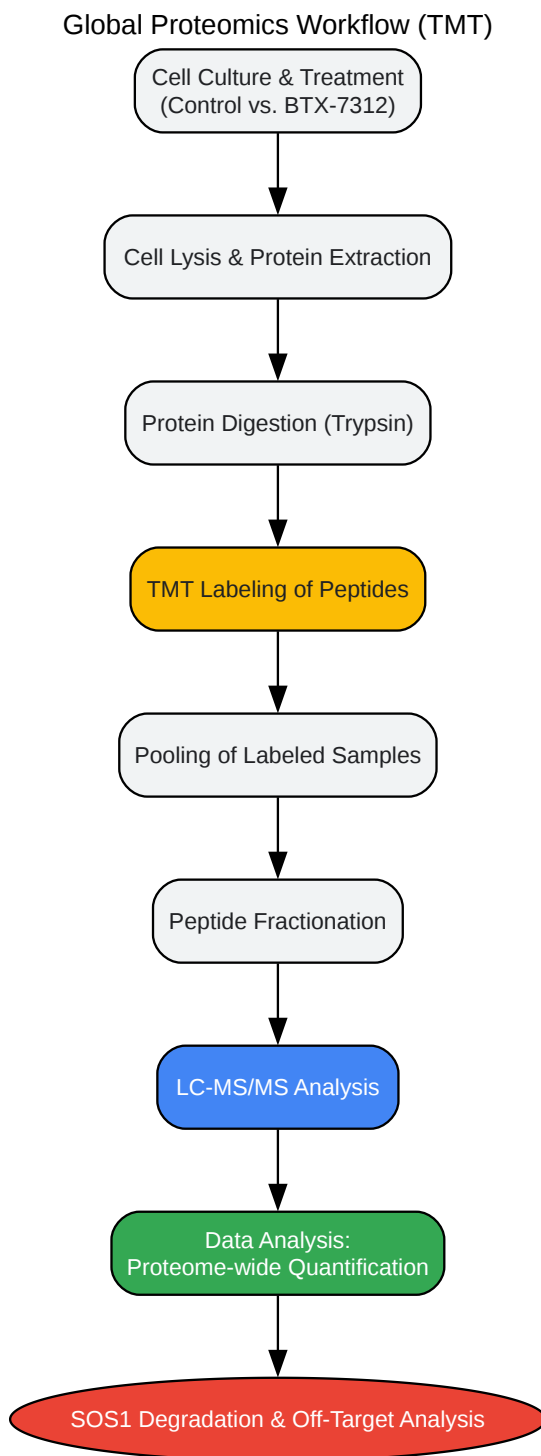 Global Proteomics Workflow (TMT)
Cell Culture & Treatment
(Control vs. BTX-7312)
Cell Lysis & Protein Extraction
Protein Digestion (Trypsin)
TMT Labeling of Peptides
Pooling of Labeled Samples
Peptide Fractionation
LC-MS/MS Analysis
Data Analysis:
Proteome-wide Quantification
SOS1 Degradation & Off-Target Analysis